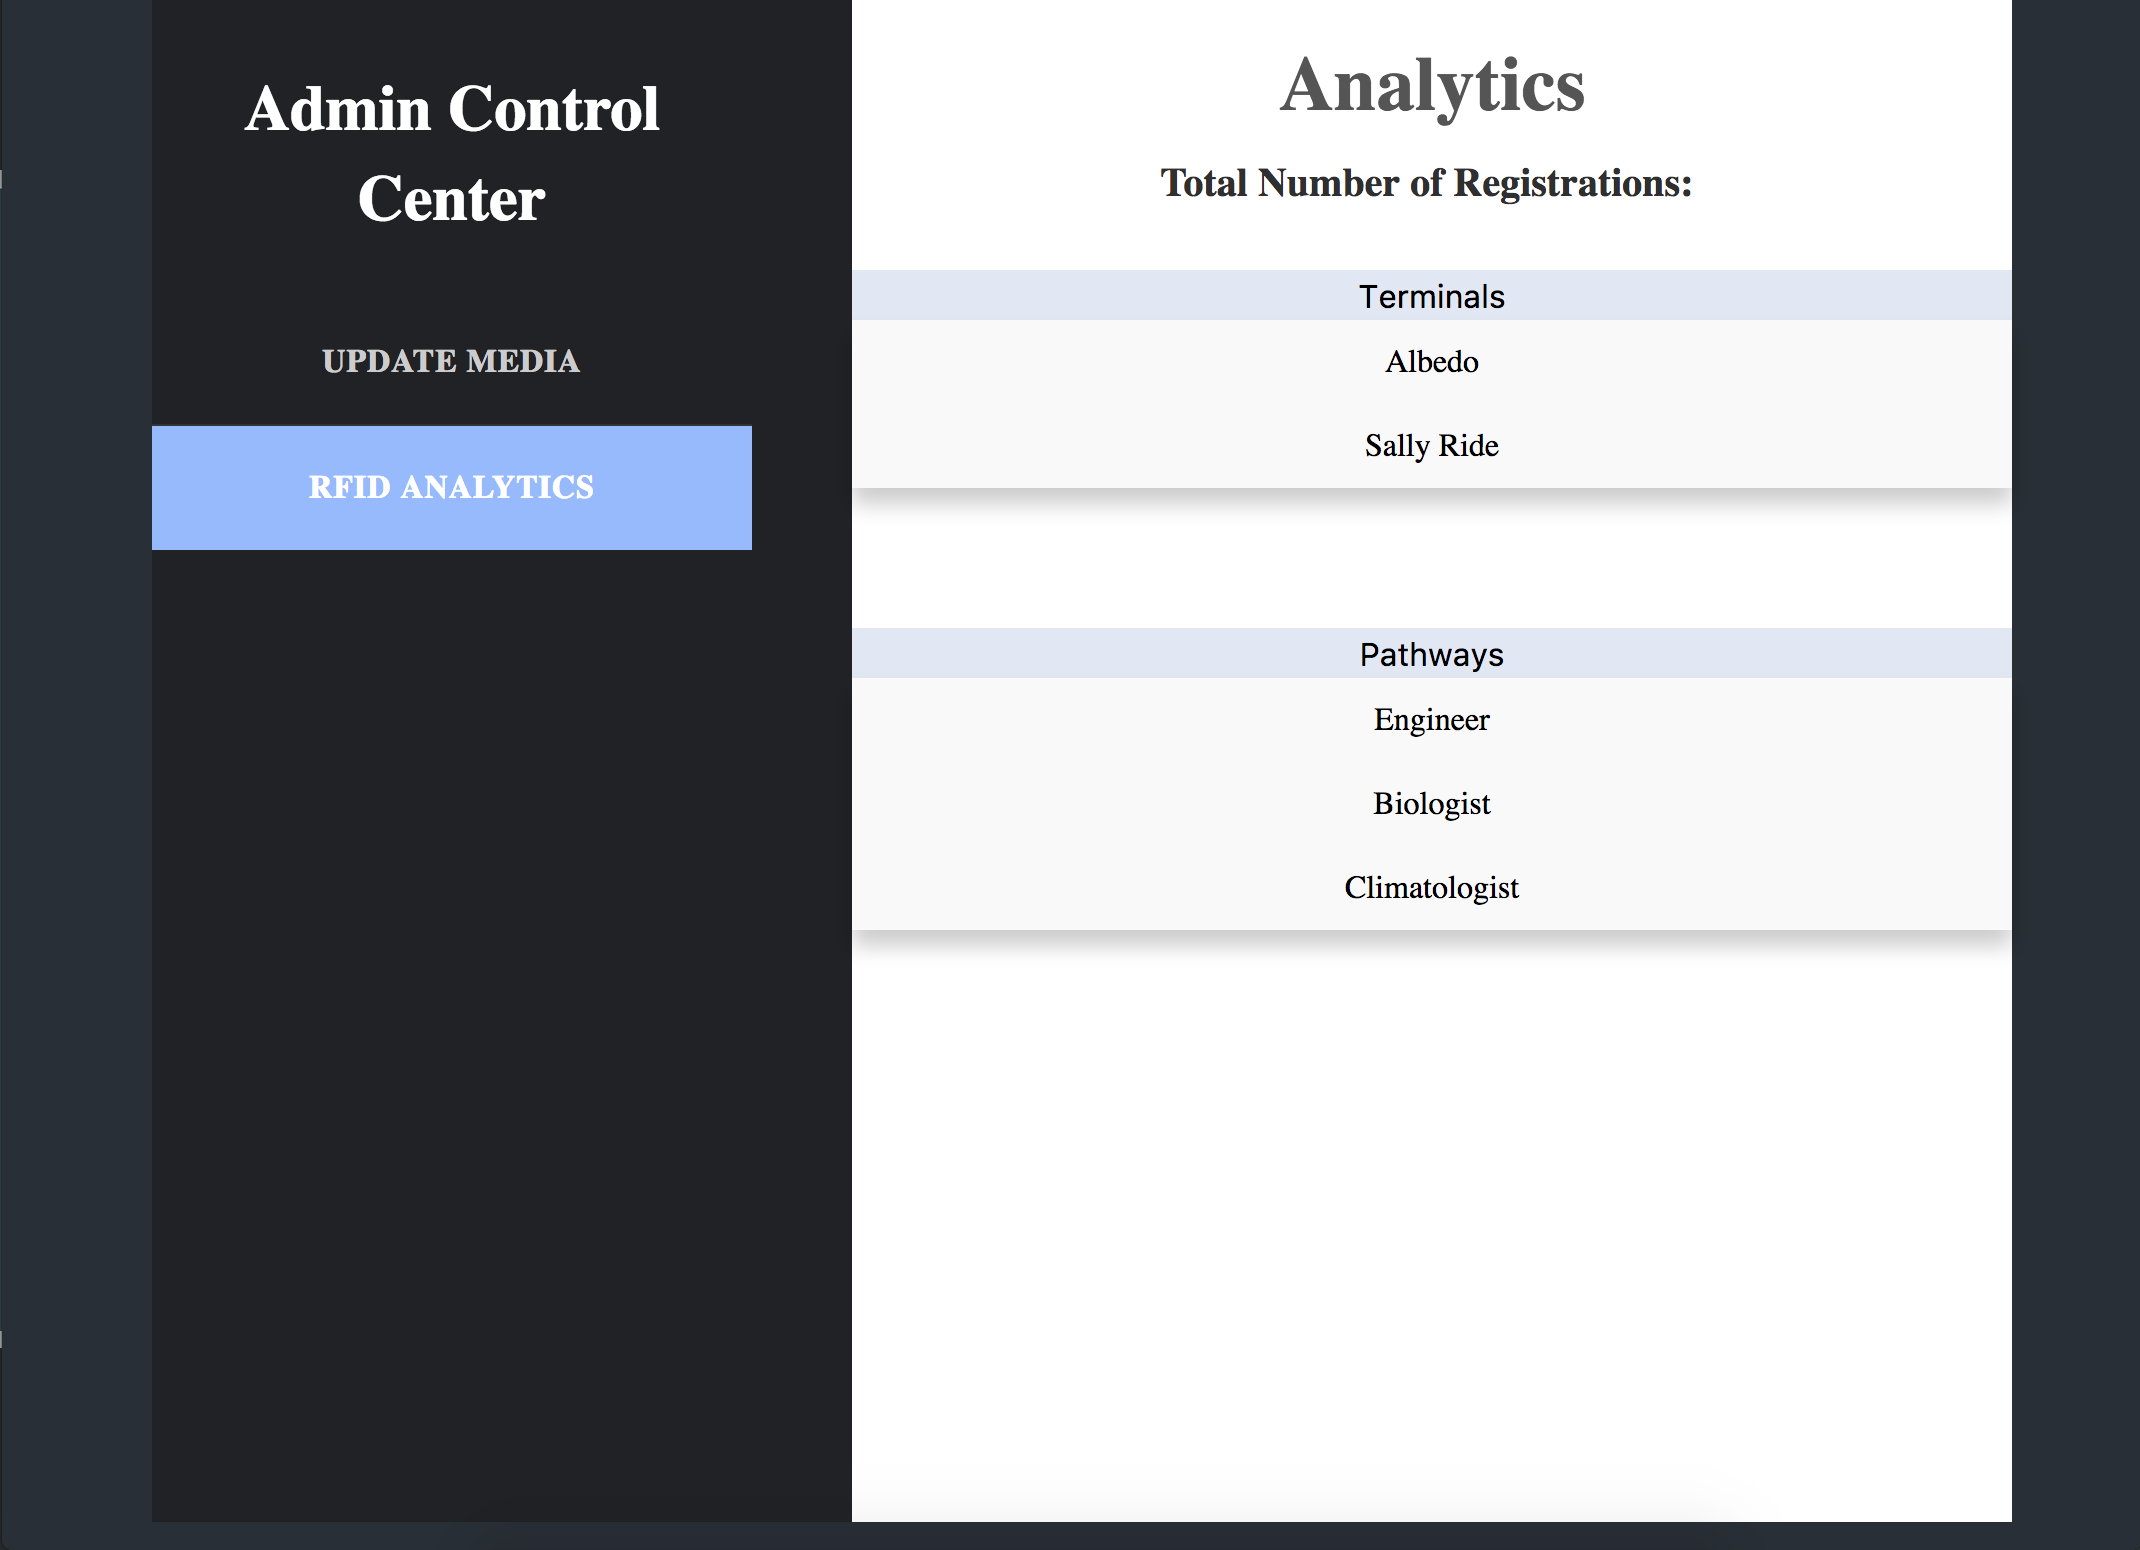 Admin Control
Center
UPDATE MEDIA
RFID ANALYTICS
Analytics
Total Number of Registrations:
Terminals
Albedo
Sally Ride
Pathways
Engineer
Biologist
Climatologist